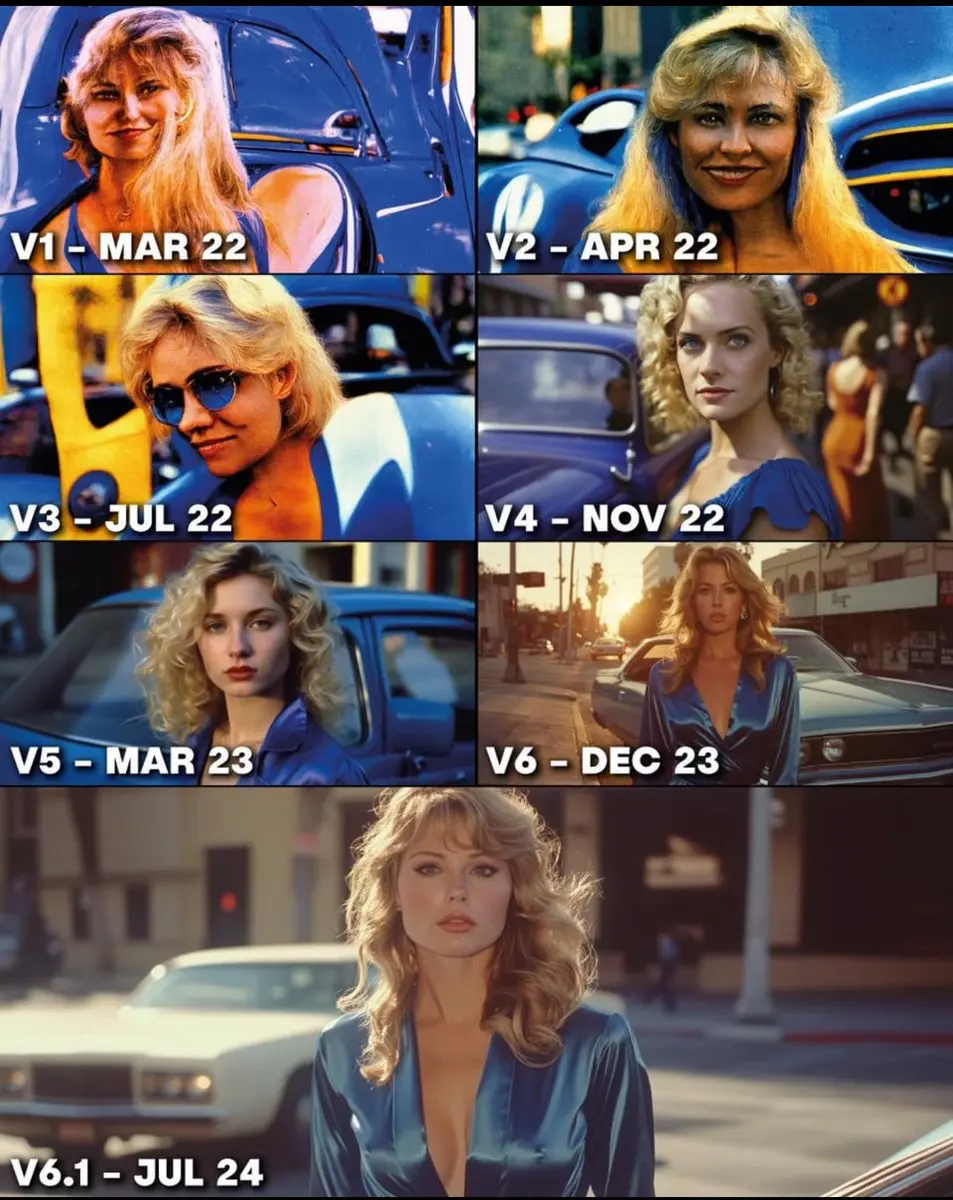 V1 – MAR 22
V2 – APR 22
V3 – JUL 22
V4 – NOV 22
V5 – MAR 23
V6 – DEC 23
V6.1 – JUL 24